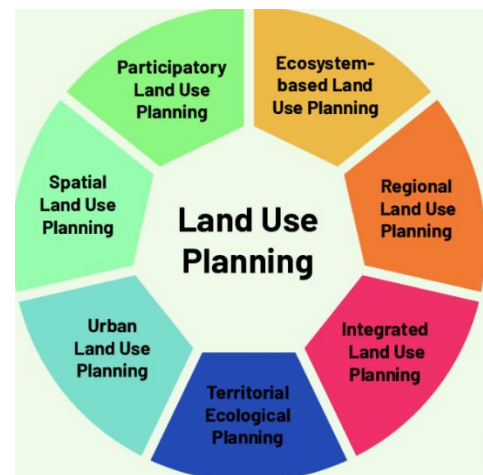 Participatory
Land Use
Planning
Ecosystem-
based Land
Use Planning
Spatial
Land Use
Planning
Land Use
Planning
Regional
Land Use
Planning
Urban
Land Use
Planning
Integrated
Land Use
Planning
Territorial
Ecological
Planning